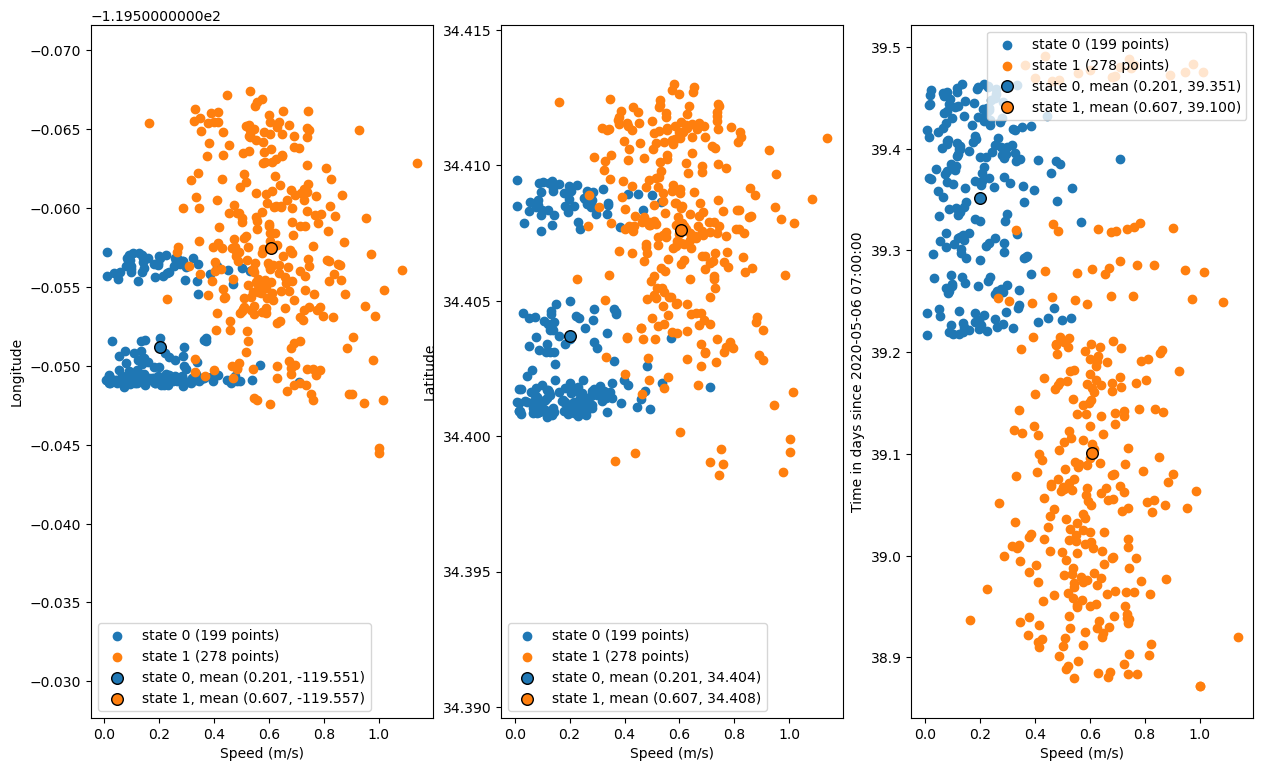 −1.1950000000e2
−0.070
−0.065
−0.060
−0.055
−0.050
−0.045
−0.040
−0.035
−0.030
Longitude
0.0 0.2 0.4 0.6 0.8 1.0
Speed (m/s)
state 0 (199 points)
state 1 (278 points)
state 0, mean (0.201, -119.551)
state 1, mean (0.607, -119.557)
34.415
34.410
34.405
34.400
34.395
34.390
Latitude
0.0 0.2 0.4 0.6 0.8 1.0
Speed (m/s)
state 0 (199 points)
state 1 (278 points)
state 0, mean (0.201, 34.404)
state 1, mean (0.607, 34.408)
39.5
39.4
39.3
39.2
39.1
39.0
38.9
Time in days since 2020-05-06 07:00:00
0.0 0.2 0.4 0.6 0.8 1.0
Speed (m/s)
state 0 (199 points)
state 1 (278 points)
state 0, mean (0.201, 39.351)
state 1, mean (0.607, 39.100)